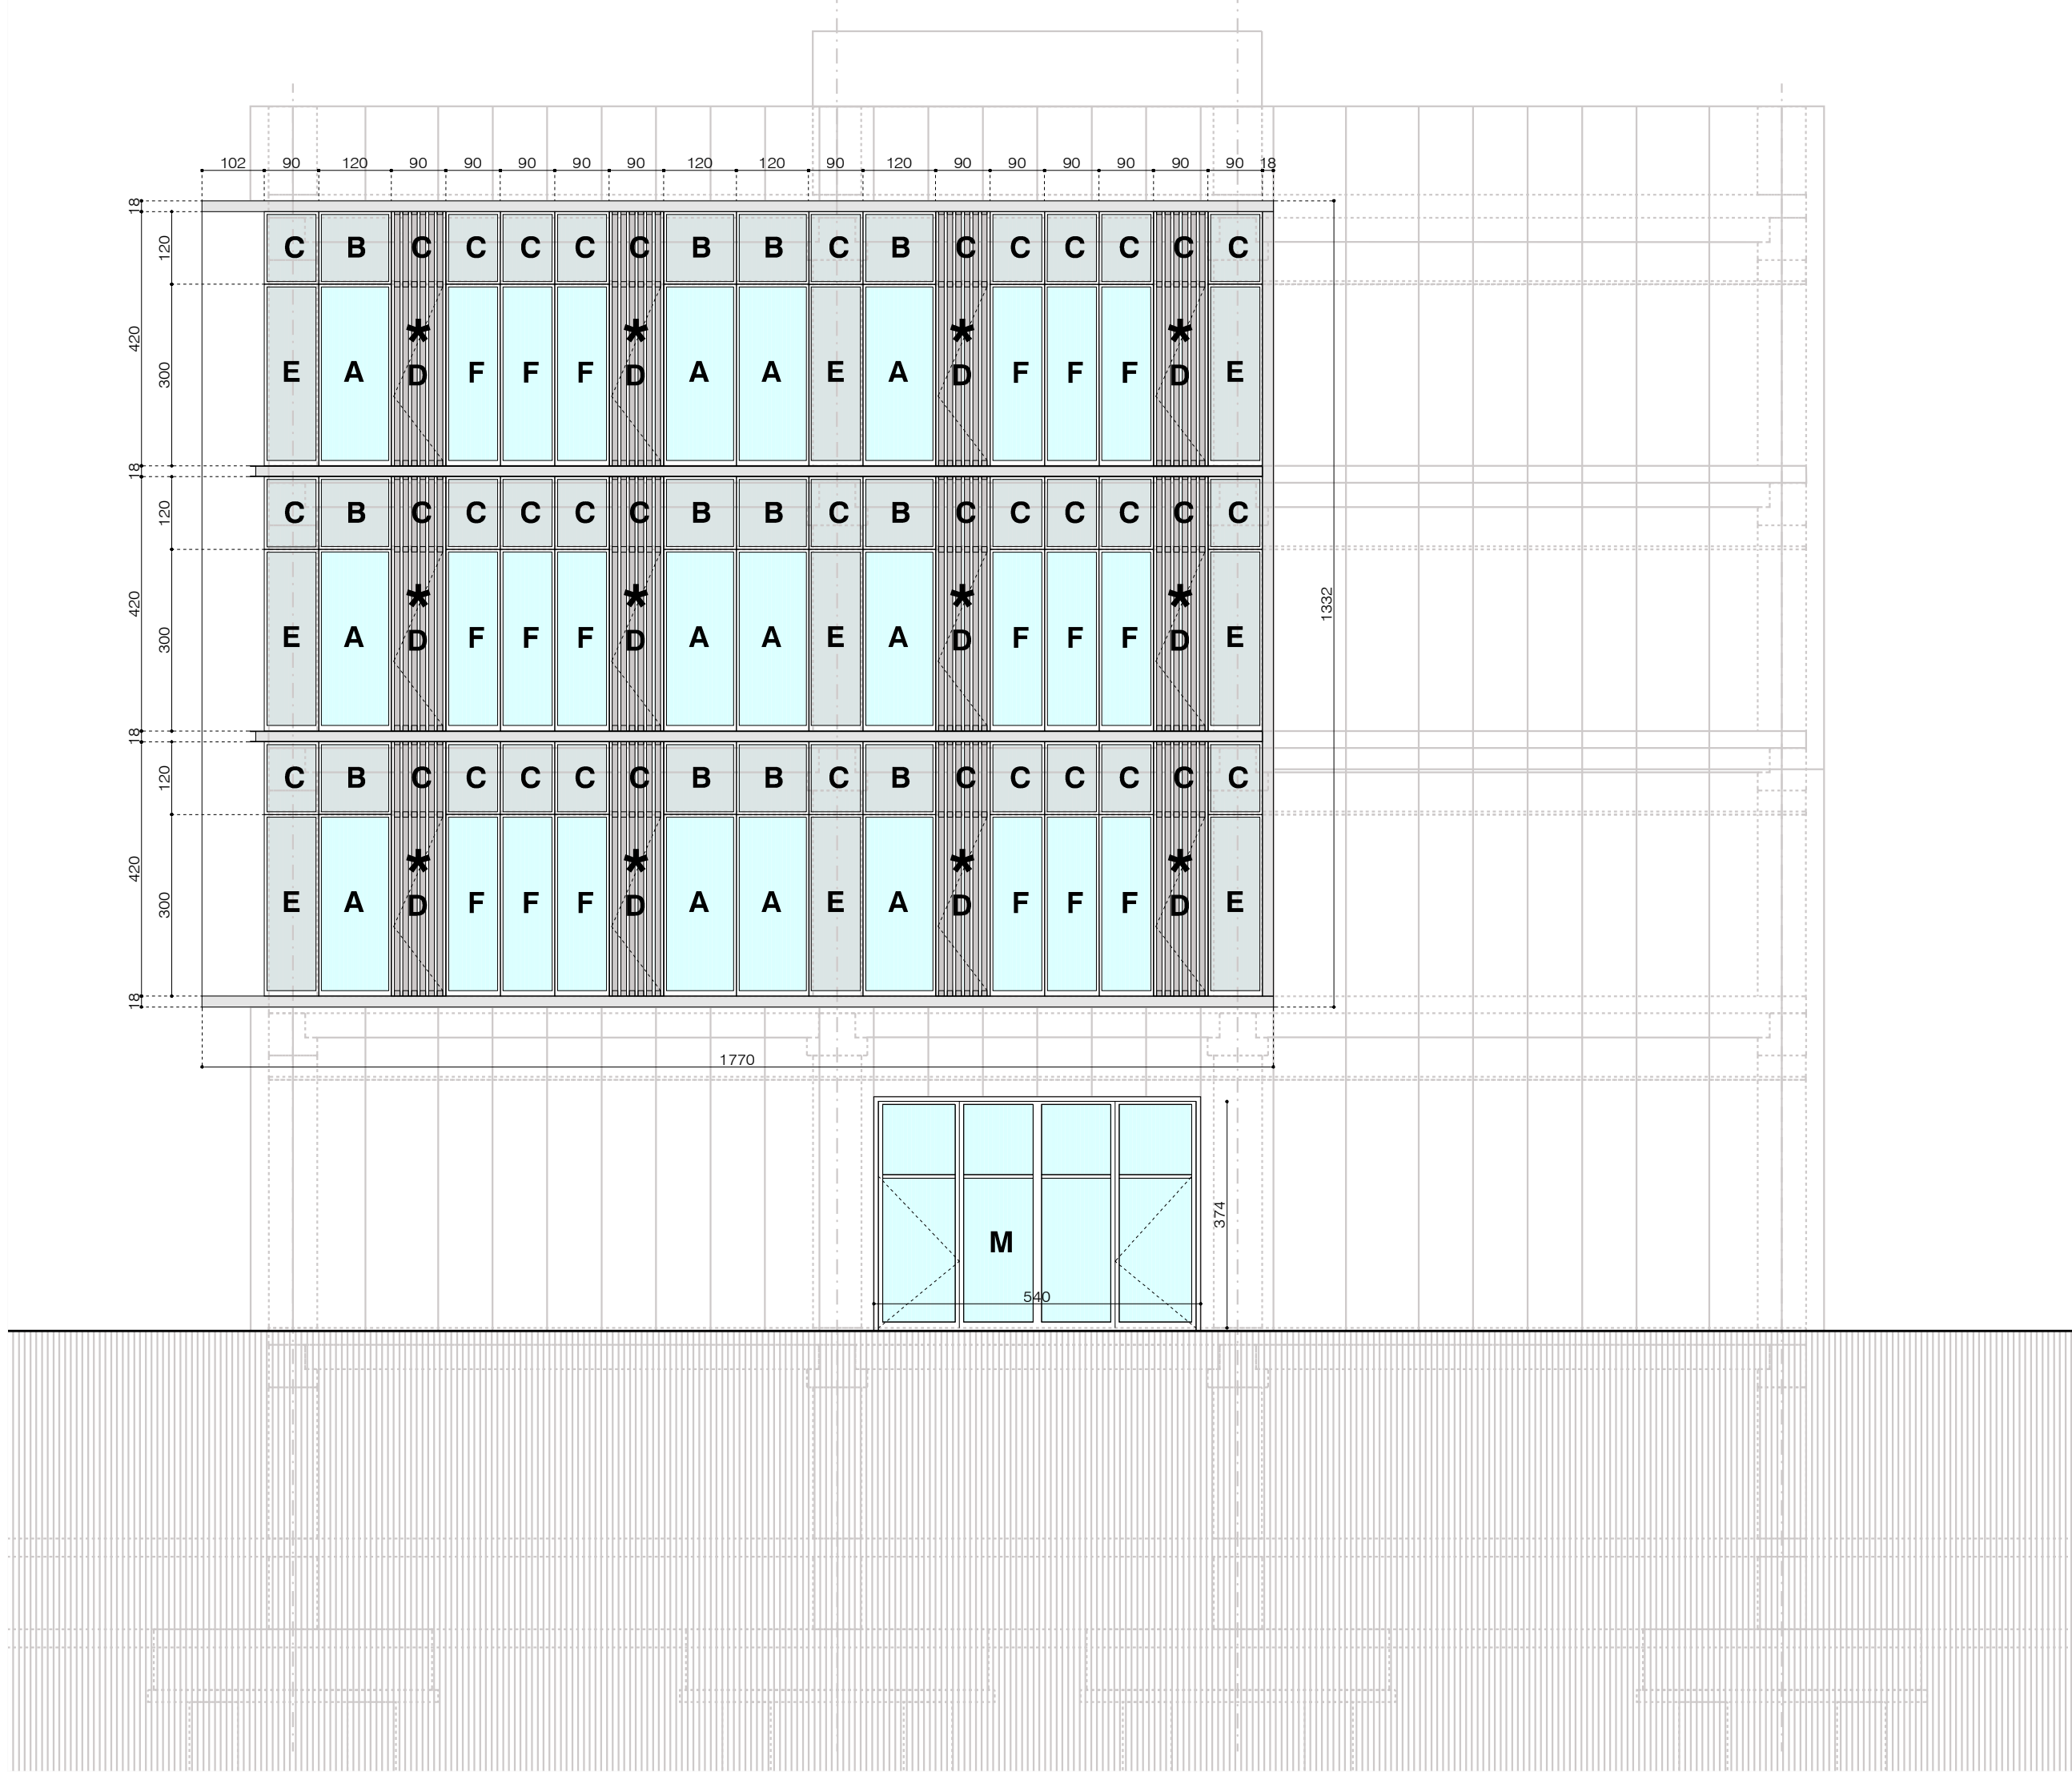 102 90 120 90 90 90 90 90 120 120 90 120 90 90 90 90 90 90 18
18
120 C B C C C C C B B C B C C C C C C
* * * *
420 300 E A D F F F D A A E A D F F F D E
18
120 C B C C C C C B B C B C C C C C C
* * * *
420 300 E A D F F F D A A E A D F F F D E 1332
18
120 C B C C C C C B B C B C C C C C C
* * * *
420 300 E A D F F F D A A E A D F F F D E
18
1770
374
M
540